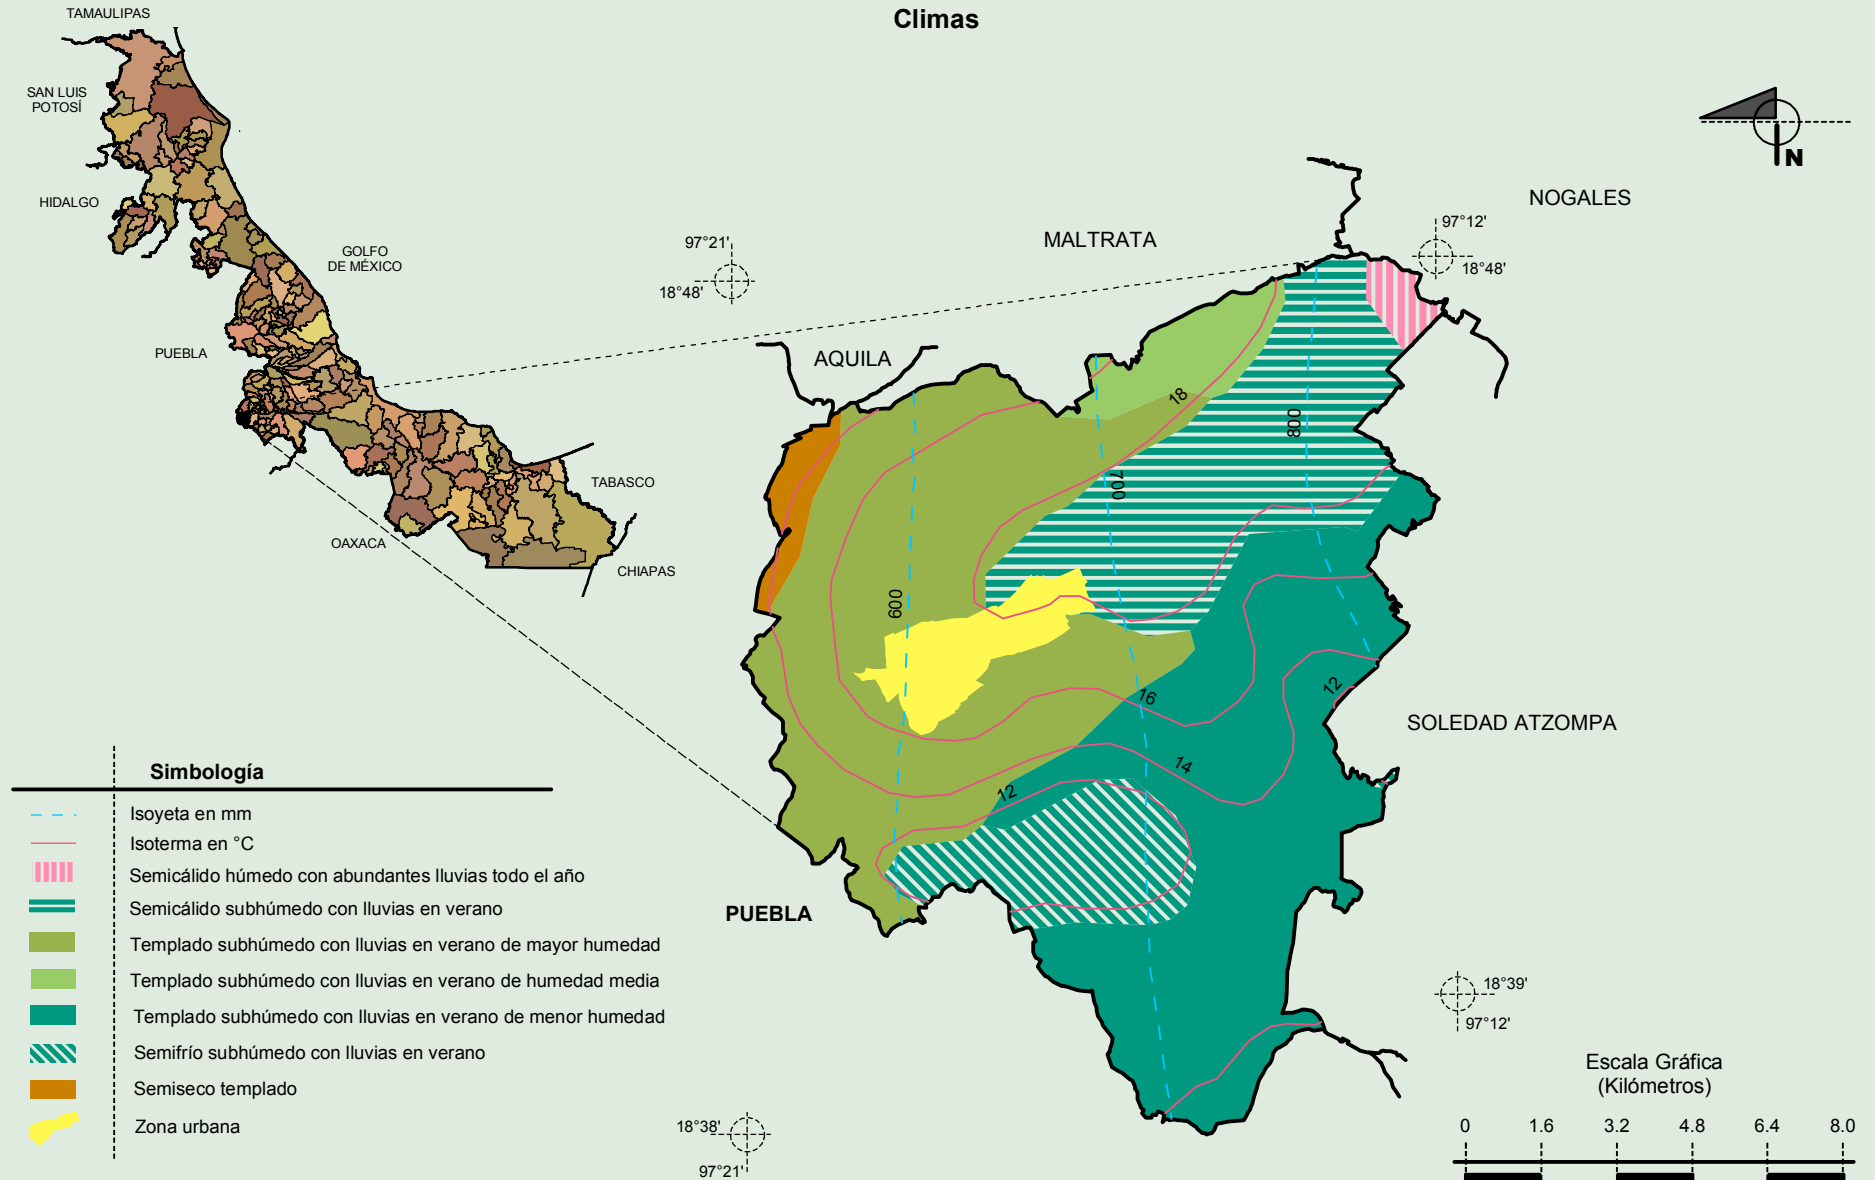 Climas
TAMAULIPAS
SAN LUIS
POTOSÍ
HIDALGO
GOLFO
DE MÉXICO
PUEBLA
OAXACA
TABASCO
CHIAPAS
N
NOGALES
MALTRATA
AQUILA
SOLEDAD ATZOMPA
PUEBLA
97°21'
18°48'
97°12'
18°48'
18°39'
97°12'
18°38'
97°21'
18
800
700
600
16
14
12
12
Simbología
Isoyeta en mm
Isoterma en °C
Semicálido húmedo con abundantes lluvias todo el año
Semicálido subhúmedo con lluvias en verano
Templado subhúmedo con lluvias en verano de mayor humedad
Templado subhúmedo con lluvias en verano de humedad media
Templado subhúmedo con lluvias en verano de menor humedad
Semifrío subhúmedo con lluvias en verano
Semiseco templado
Zona urbana
Escala Gráfica
(Kilómetros)
0 1.6 3.2 4.8 6.4 8.0